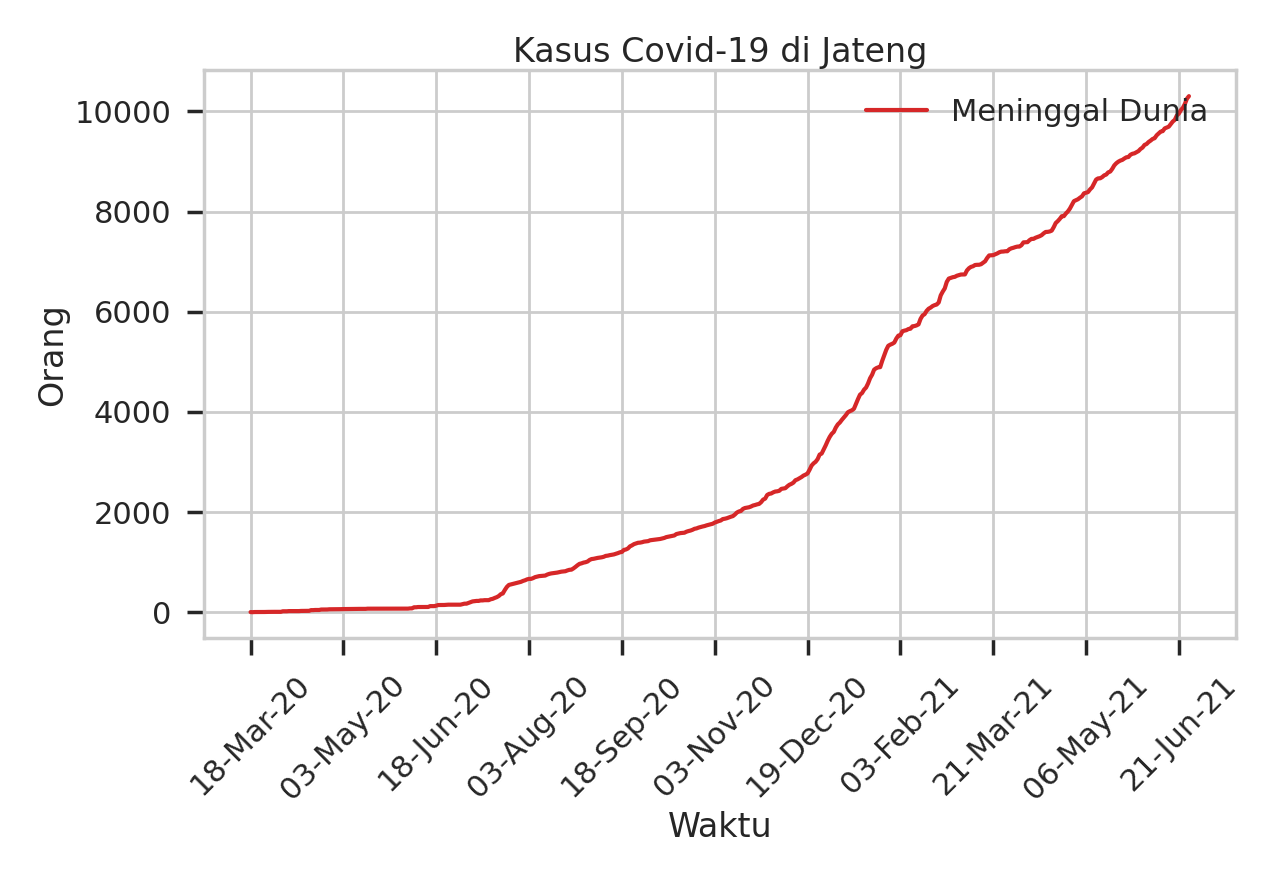 Kasus Covid-19 di Jateng
Meninggal Dunia
10000
8000
6000
4000
2000
0
Orang
18-Mar-20
03-May-20
18-Jun-20
03-Aug-20
18-Sep-20
03-Nov-20
19-Dec-20
03-Feb-21
21-Mar-21
06-May-21
21-Jun-21
Waktu